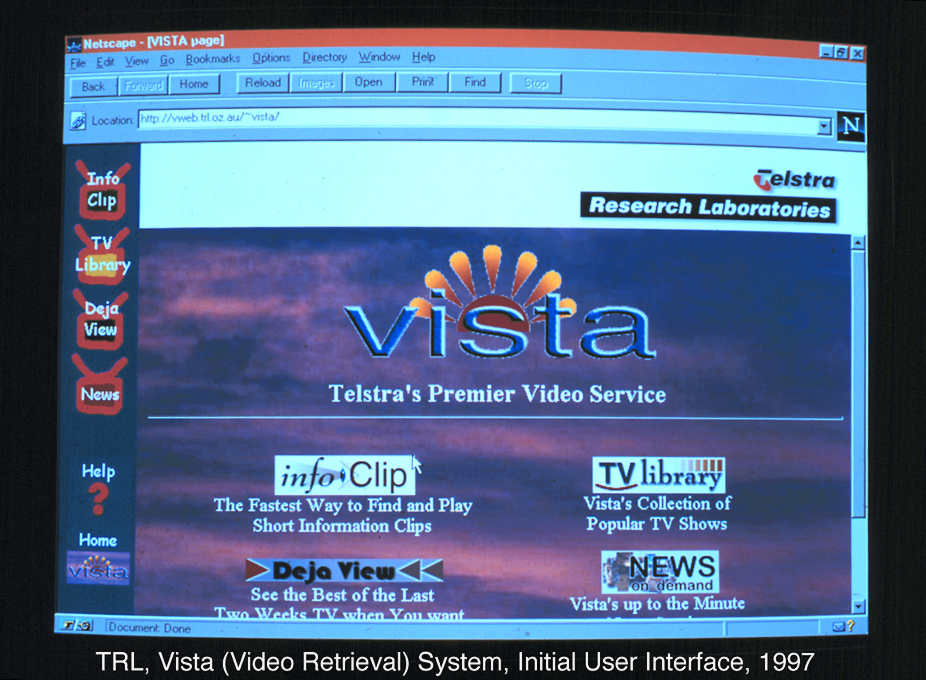 Netscape - [VISTA page]
File Edit View Go Bookmarks Options Directory Window Help
Back Forward Home Reload Images Open Print Find Stop
Location: http://vweb.trl.oz.au/~vista/
N
Telstra
Research Laboratories
Info
Clip
TV
Library
Deja
View
News
Help
?
Home
vista
vista
Telstra's Premier Video Service
info Clip
The Fastest Way to Find and Play
Short Information Clips
TV library
Vista's Collection of
Popular TV Shows
Deja View
See the Best of the Last
Two Weeks TV when You want
NEWS
on demand
Vista's up to the Minute
Document: Done
TRL, Vista (Video Retrieval) System, Initial User Interface, 1997